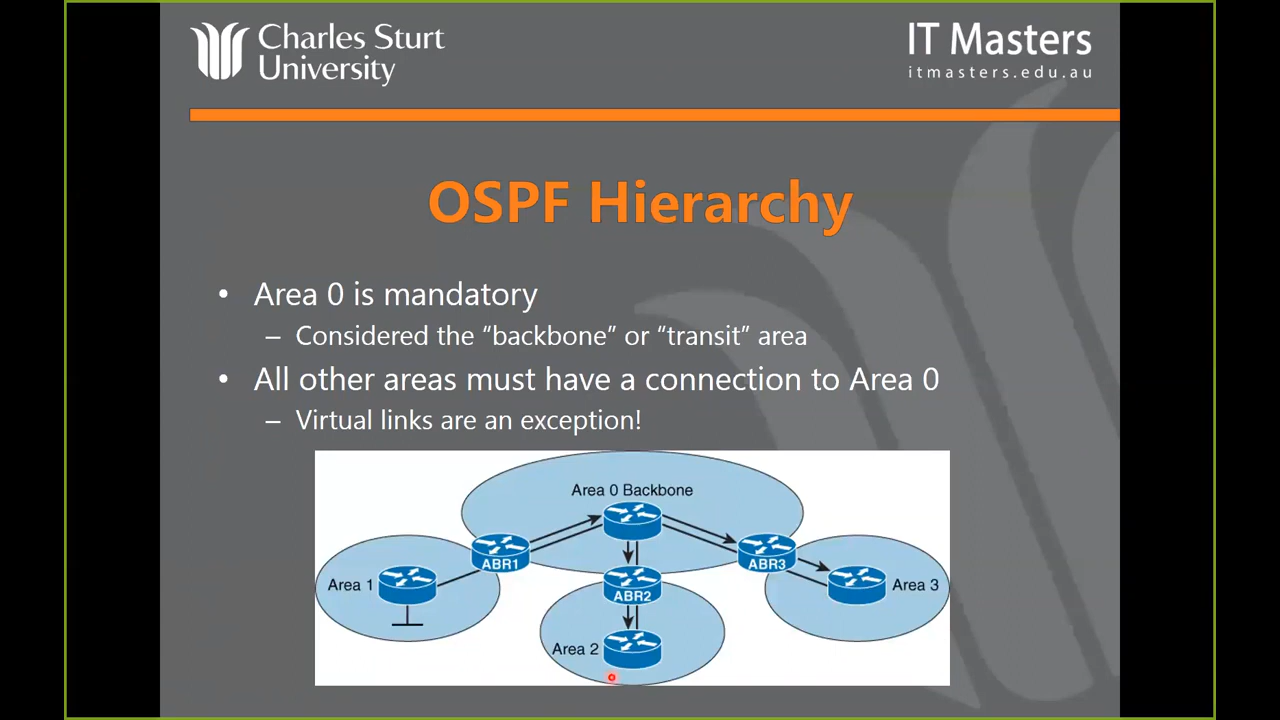 Charles Sturt
University
IT Masters
itmasters.edu.au
OSPF Hierarchy
• Area 0 is mandatory
– Considered the “backbone” or “transit” area
• All other areas must have a connection to Area 0
– Virtual links are an exception!
Area 0 Backbone
ABR1
ABR3
Area 1
Area 3
ABR2
Area 2